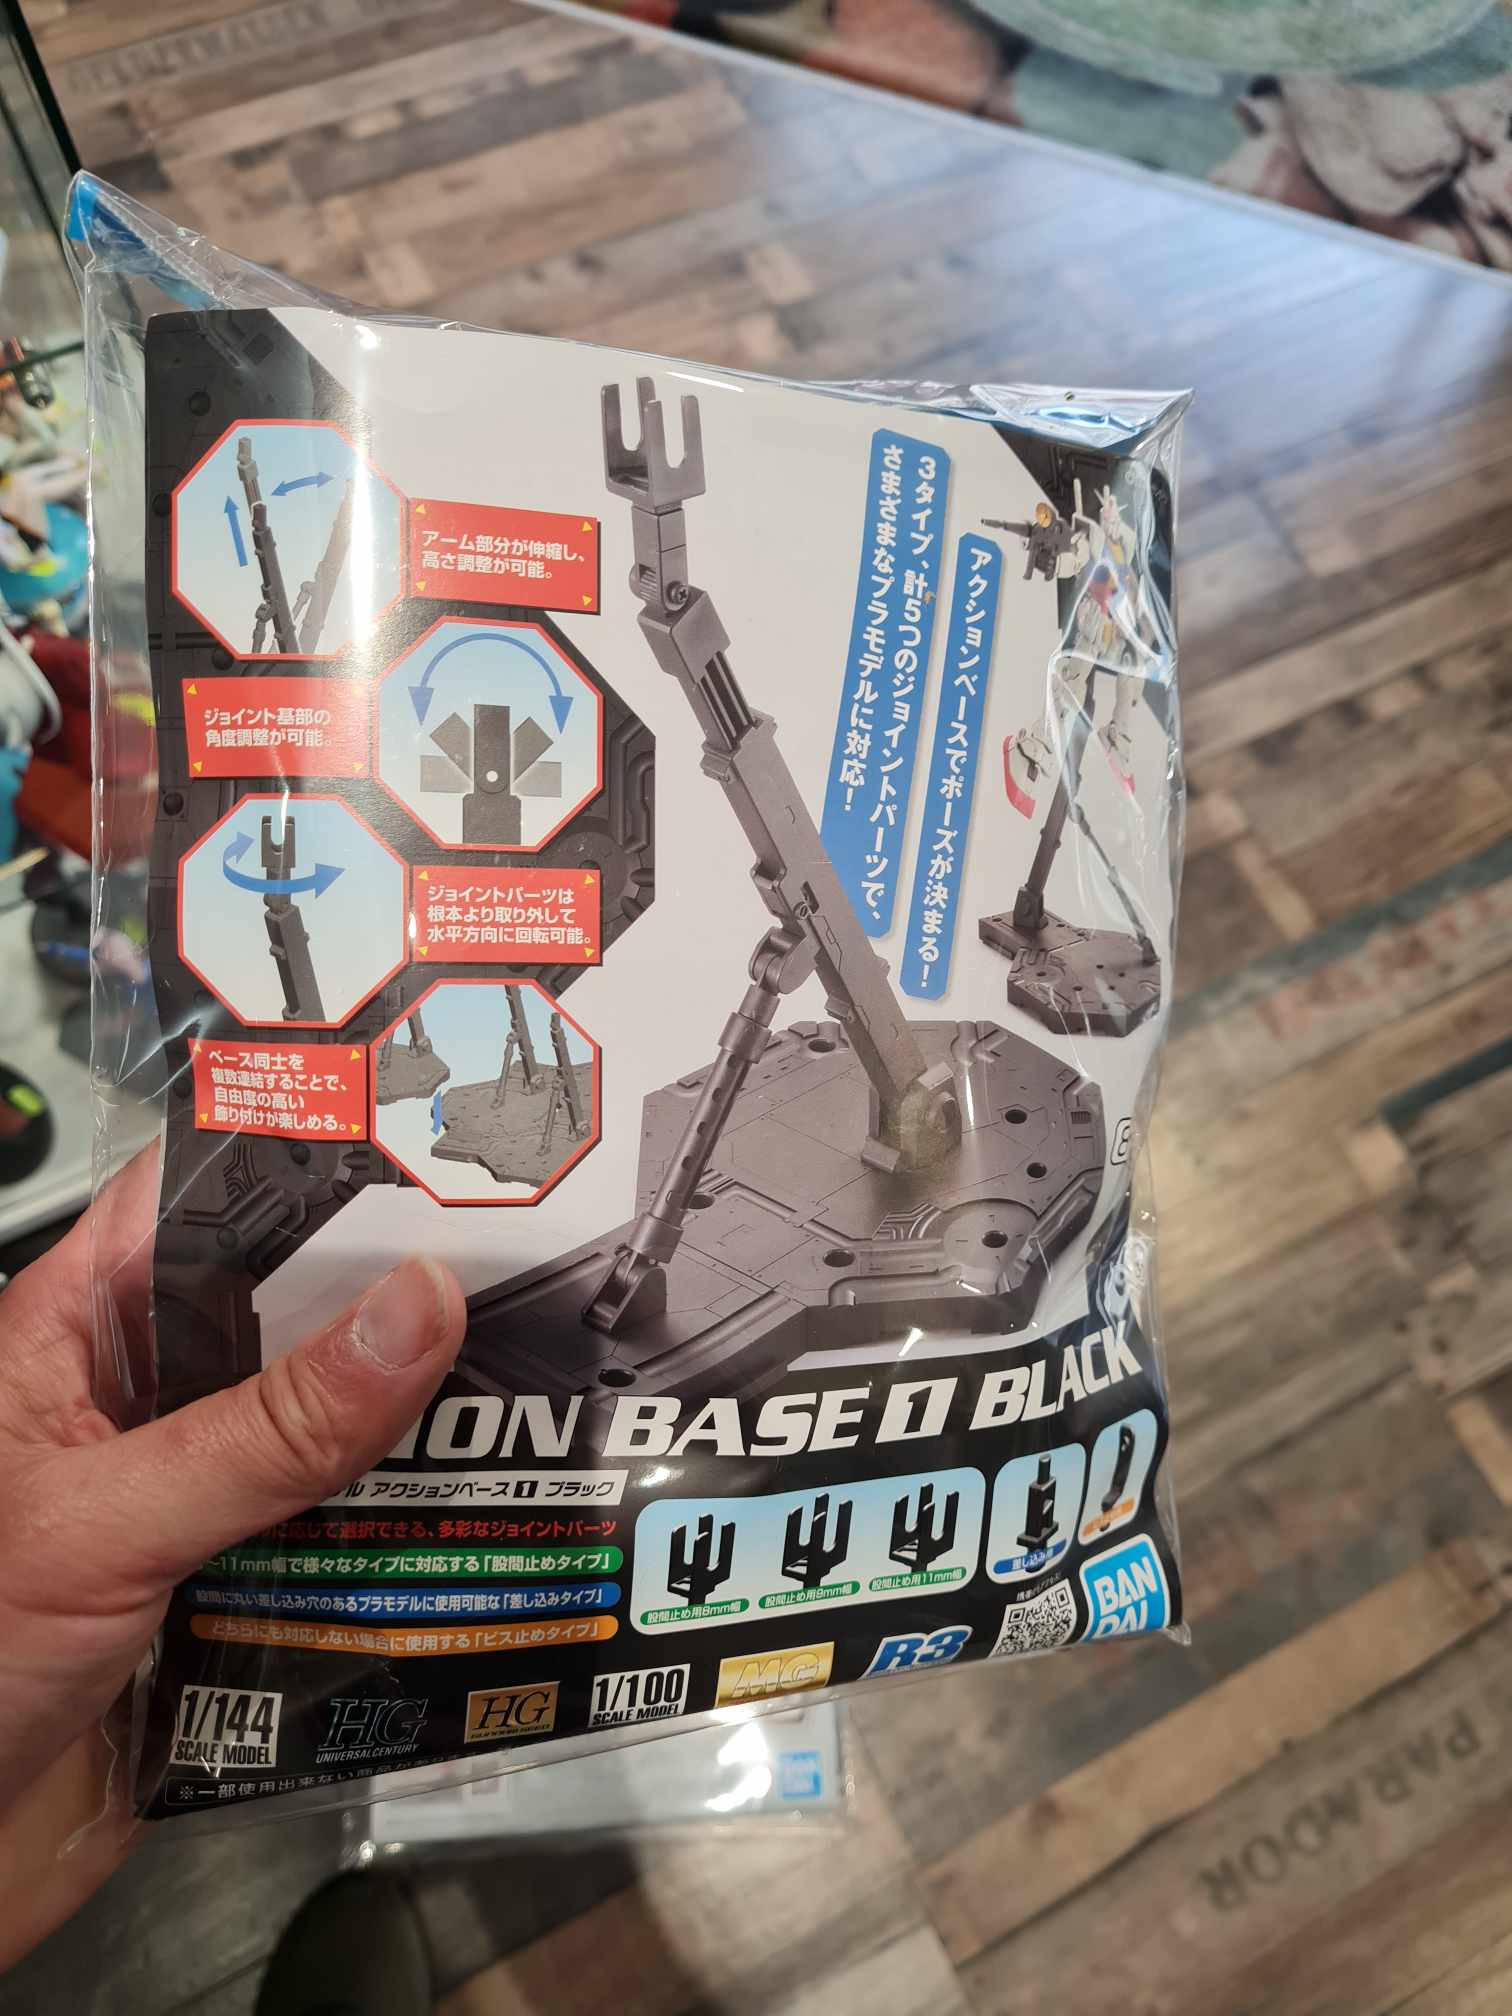 アーム部分が伸縮し、
高さ調整が可能。
ジョイント基部の
角度調整が可能。
ジョイントパーツは
根本より取り外して
水平方向に回転可能。
ベース同士を
複数連結することで、
自由度の高い
飾り付けが楽しめる。
アクションベースでポーズが決まる!
3タイプ、計5つのジョイントパーツで、
さまざまなプラモデルに対応!
ION BASE 1 BLACK
ル アクションベース1 ブラック
に応じて選択できる、多彩なジョイントパーツ
~11mm幅で様々なタイプに対応する「股間止めタイプ」
股間に丸い差し込み穴のあるプラモデルに使用可能な「差し込みタイプ」
どちらにも対応しない場合に使用する「ビス止めタイプ」
股間止め用8mm幅
股間止め用9mm幅
股間止め用11mm幅
差し込み用
BAN
DAI
1/144
SCALE MODEL
HG
UNIVERSAL CENTURY
HG
1/100
SCALE MODEL
MG
R3
※一部使用出来ない商品があり
PARANDOR